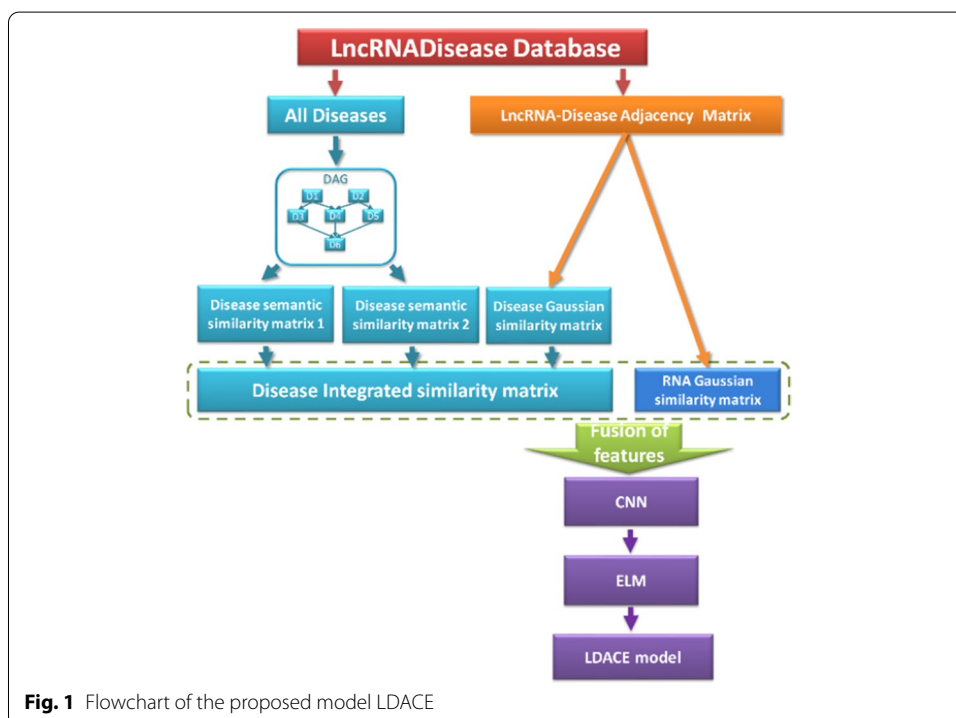 LncRNADisease Database
All Diseases
LncRNA-Disease Adjacency Matrix
DAG
D1
D2
D3
D4
D5
D6
Disease semantic
similarity matrix 1
Disease semantic
similarity matrix 2
Disease Gaussian
similarity matrix
Disease Integrated similarity matrix
RNA Gaussian
similarity matrix
Fusion of
features
CNN
ELM
LDACE model
Fig. 1 Flowchart of the proposed model LDACE